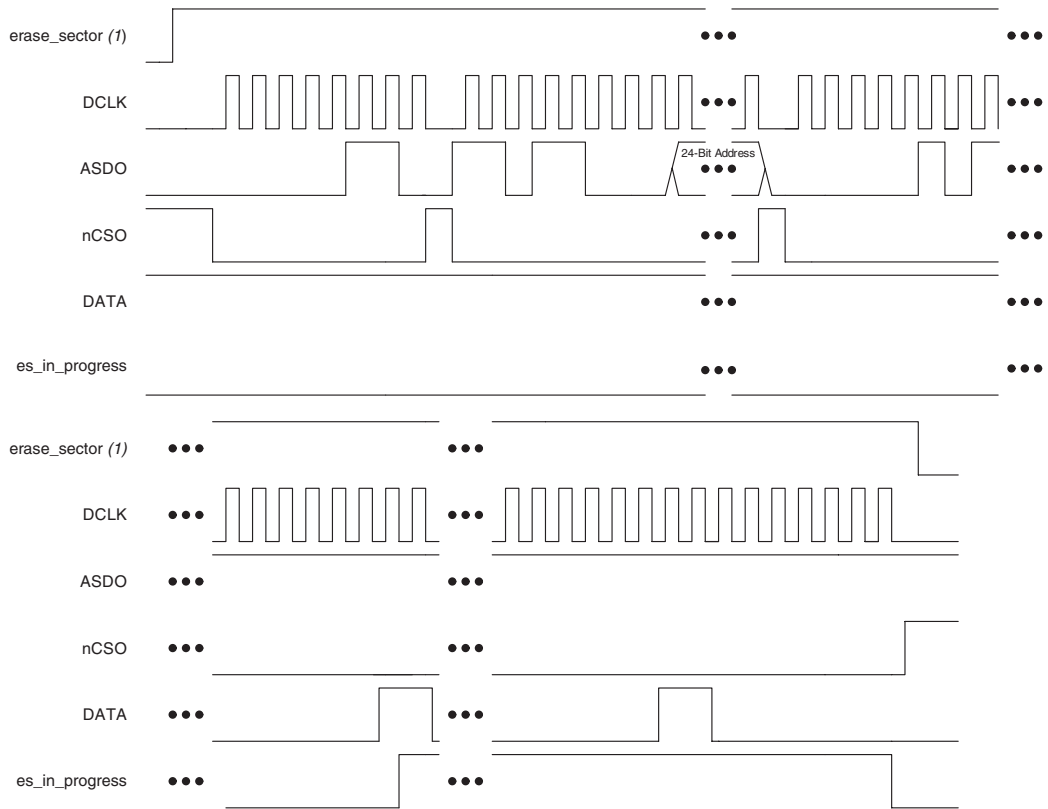 erase_sector (1)
DCLK
ASDO
24-Bit Address
nCSO
DATA
es_in_progress
erase_sector (1)
DCLK
ASDO
nCSO
DATA
es_in_progress